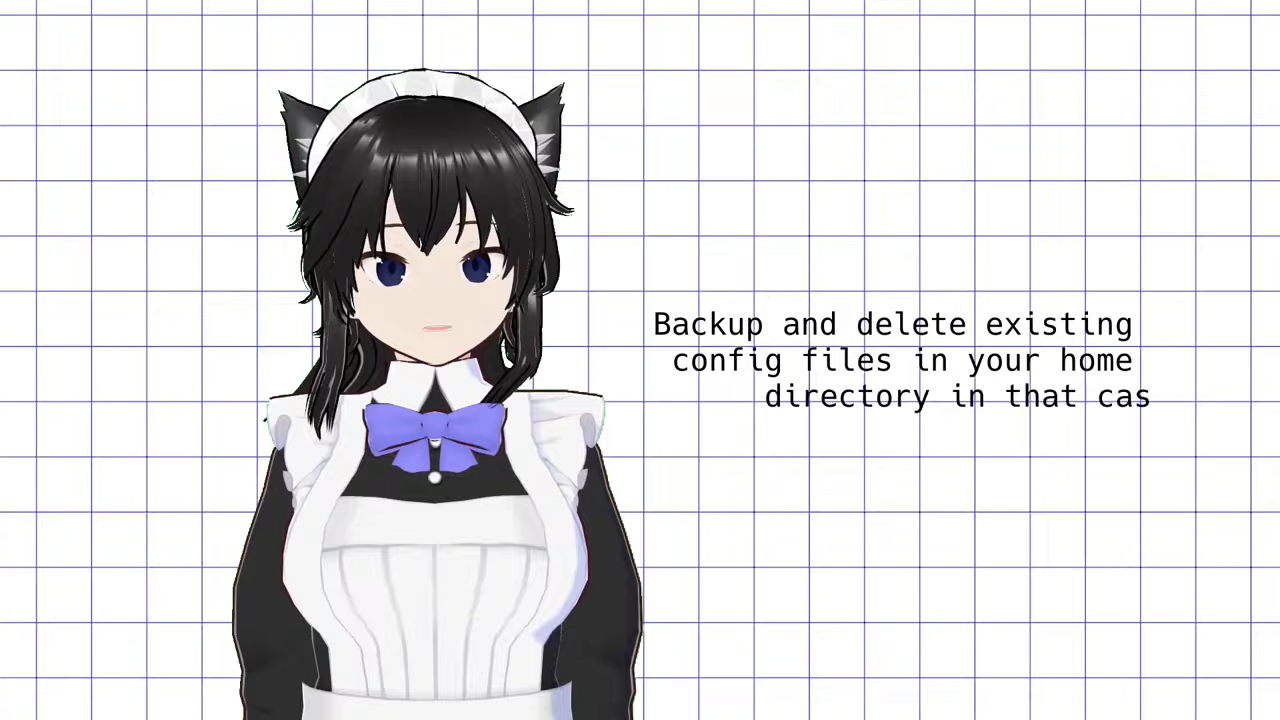 Backup and delete existing
config files in your home
directory in that cas